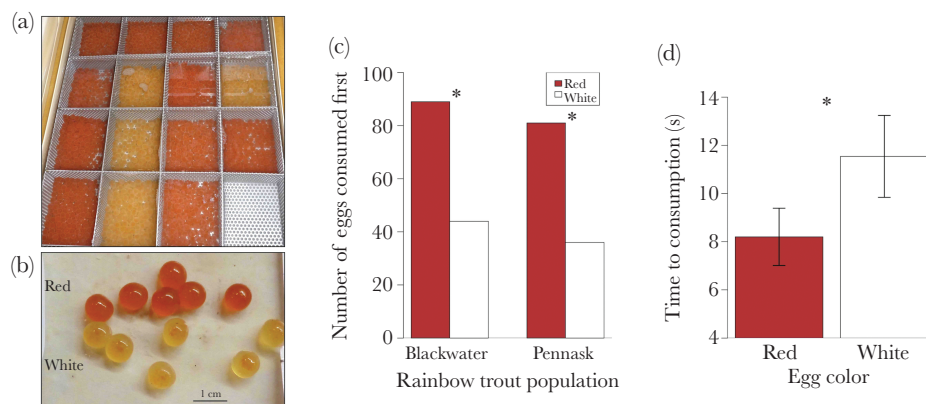 (a)
(b)
Red
White
1 cm
(c)
Number of eggs consumed first
100
80
60
40
20
0
Red
White
*
*
Blackwater
Pennask
Rainbow trout population
(d)
Time to consumption (s)
14
12
10
8
6
4
*
Red
White
Egg color